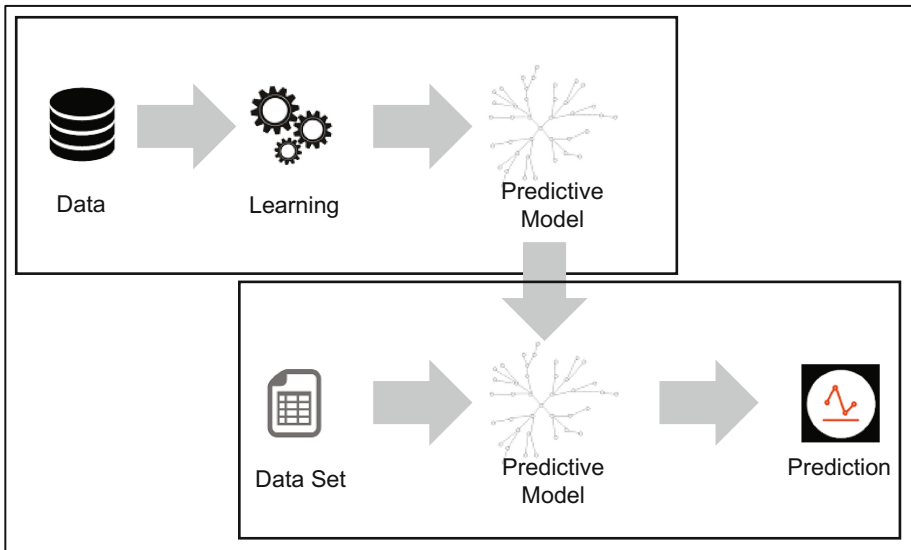 Data
Learning
Predictive
Model
Data Set
Predictive
Model
Prediction